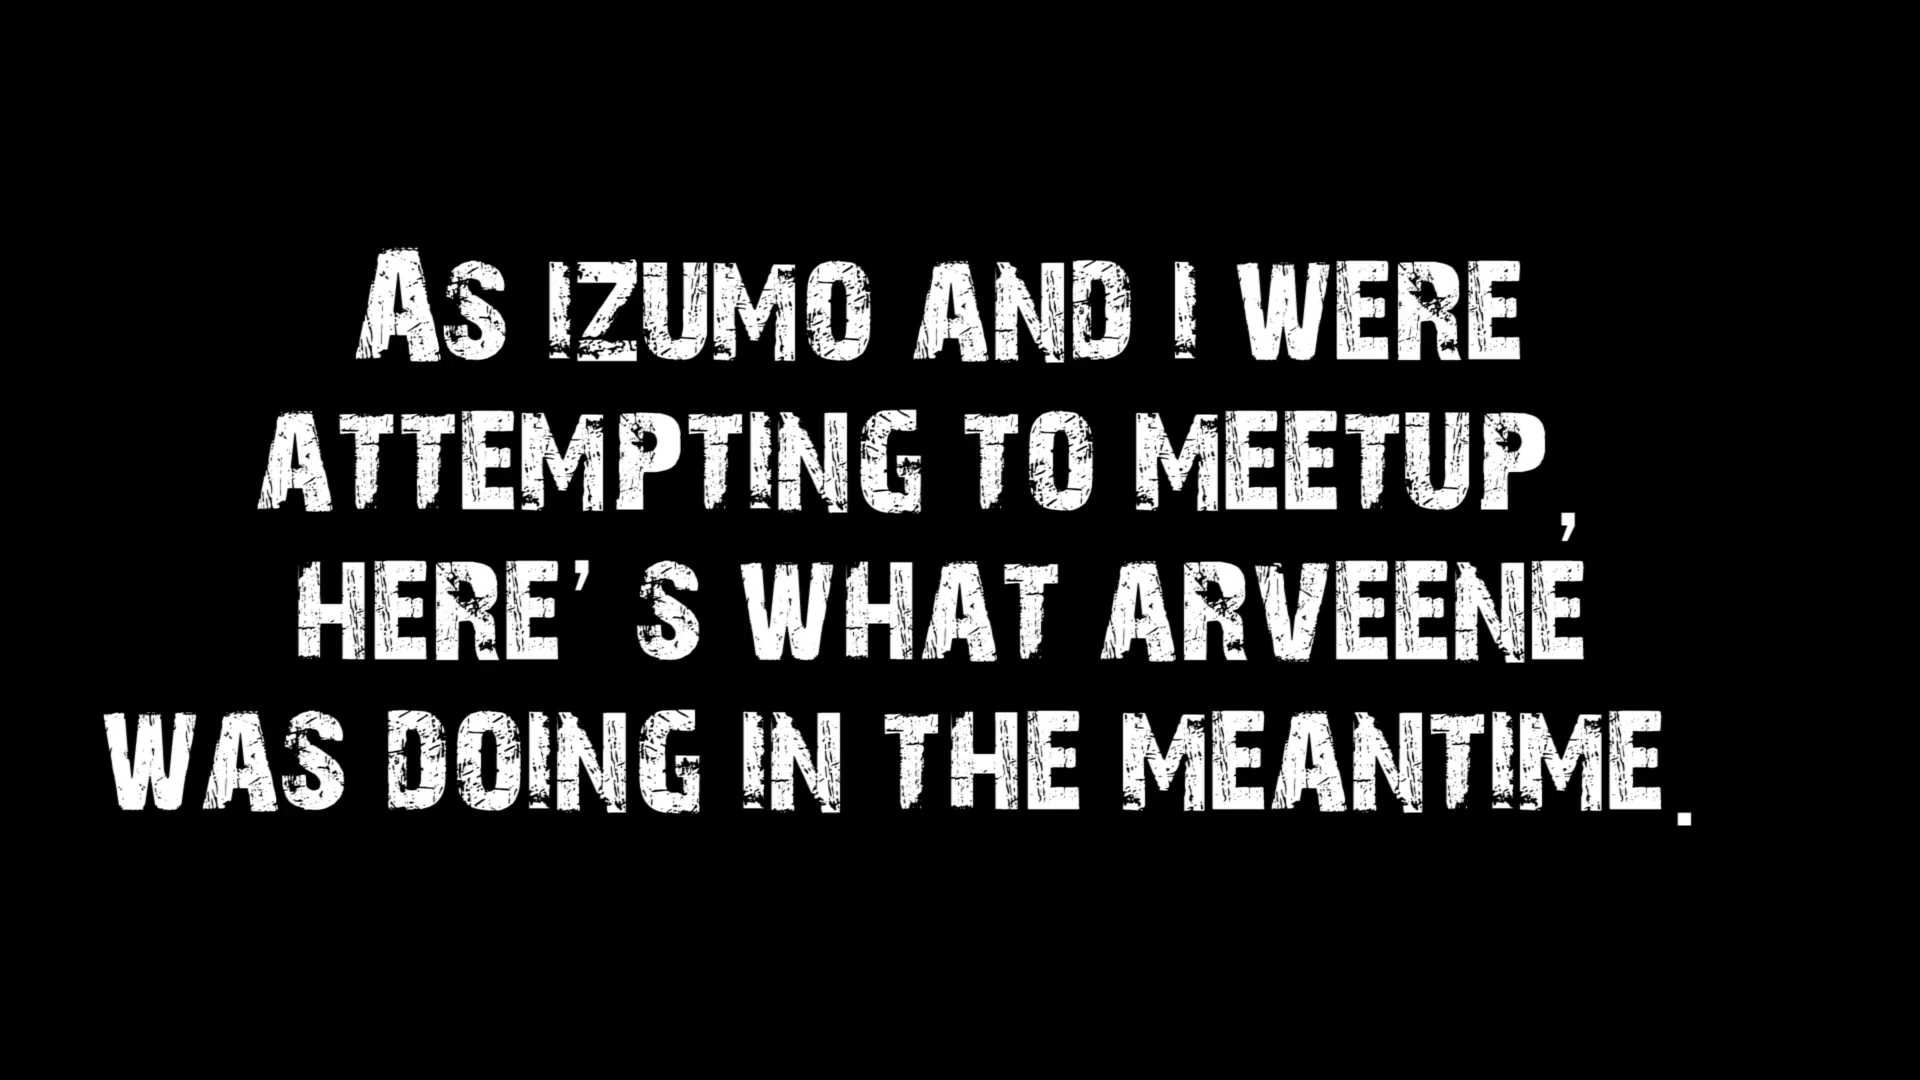 As izumo and i were
attempting to meetup,
here's what arveene
was doing in the meantime.